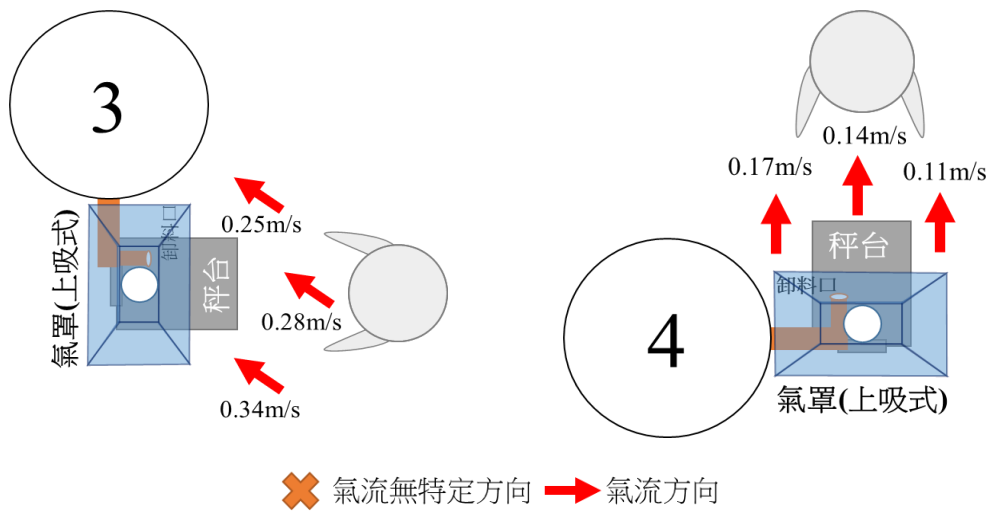 3
0.25m/s
卸料口
秤台
氣罩(上吸式)
0.28m/s
0.34m/s
0.14m/s
0.17m/s
0.11m/s
秤台
卸料口
4
氣罩(上吸式)
氣流無特定方向
氣流方向